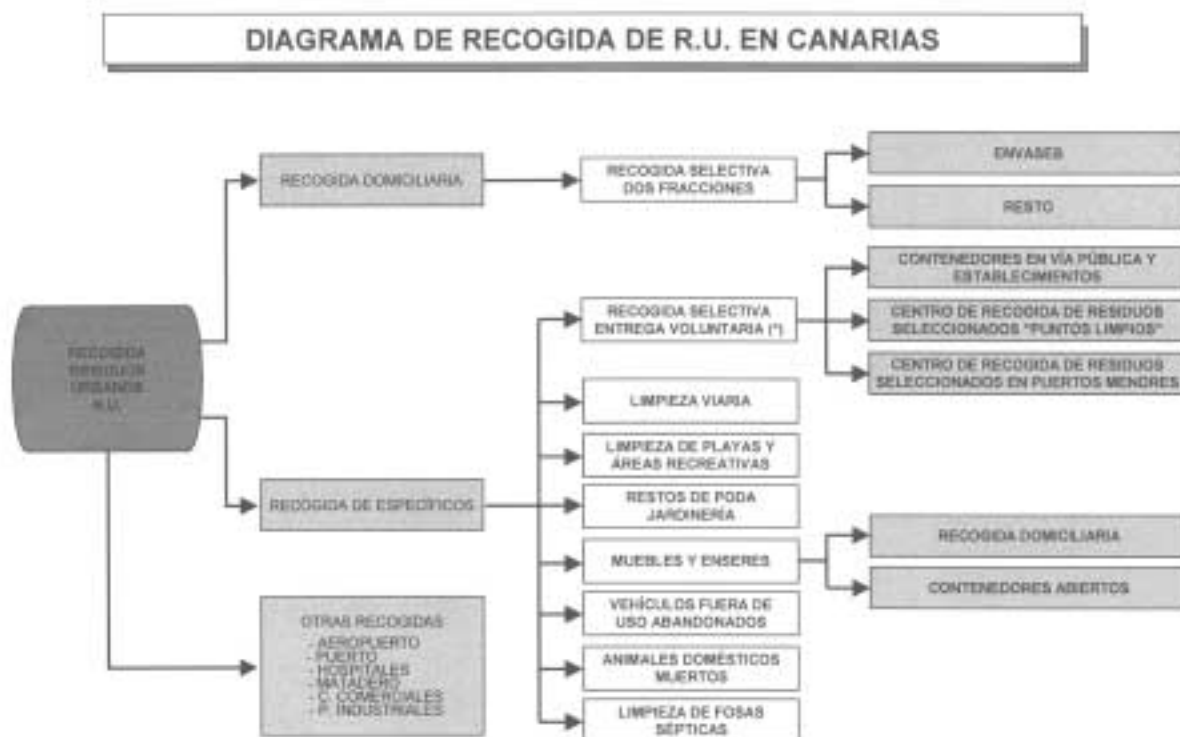 DIAGRAMA DE RECOGIDA DE R.U. EN CANARIAS
RECOGIDA
RESIDUOS
URBANOS
R.U.
RECOGIDA DOMICILIARIA
RECOGIDA SELECTIVA
DOS FRACCIONES
ENVASES
RESTO
RECOGIDA DE ESPECÍFICOS
RECOGIDA SELECTIVA
ENTREGA VOLUNTARIA (*)
CONTENEDORES EN VÍA PÚBLICA Y
ESTABLECIMIENTOS
CENTRO DE RECOGIDA DE RESIDUOS
SELECCIONADOS "PUNTOS LIMPIOS"
CENTRO DE RECOGIDA DE RESIDUOS
SELECCIONADOS EN PUERTOS MENORES
LIMPIEZA VIARIA
LIMPIEZA DE PLAYAS Y
ÁREAS RECREATIVAS
RESTOS DE PODA
JARDINERÍA
MUEBLES Y ENSERES
RECOGIDA DOMICILIARIA
CONTENEDORES ABIERTOS
VEHÍCULOS FUERA DE
USO ABANDONADOS
ANIMALES DOMÉSTICOS
MUERTOS
LIMPIEZA DE FOSAS
SÉPTICAS
OTRAS RECOGIDAS
- AEROPUERTO
- PUERTO
- HOSPITALES
- MATADERO
- C. COMERCIALES
- P. INDUSTRIALES